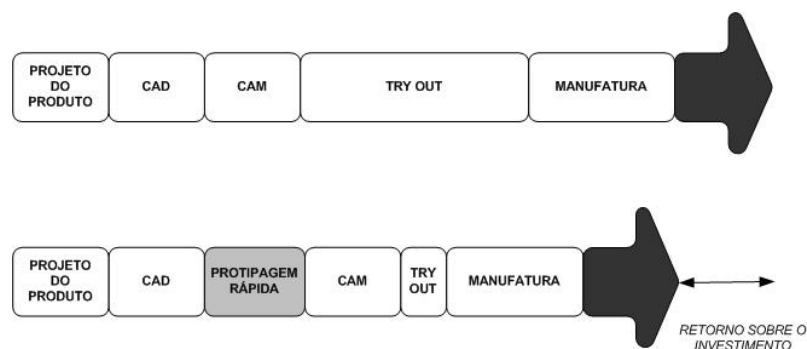 PROJETO
DO
PRODUTO
CAD
CAM
TRY OUT
MANUFATURA
PROJETO
DO
PRODUTO
CAD
PROTIPAGEM
RÁPIDA
CAM
TRY
OUT
MANUFATURA
RETORNO SOBRE O
INVESTIMENTO